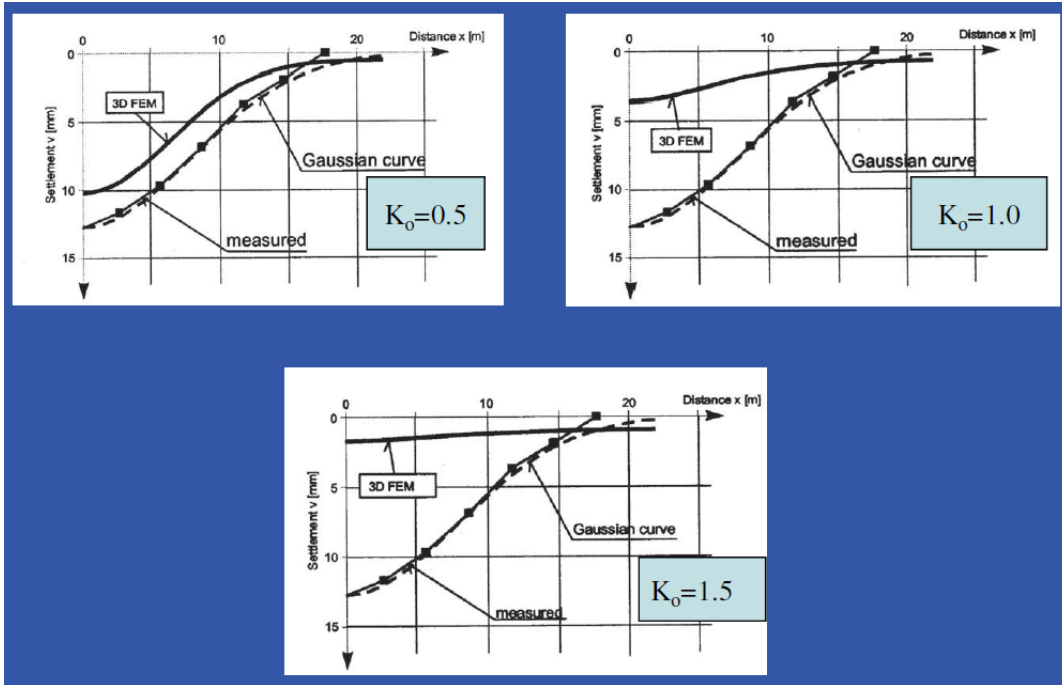 Distance x [m]
0 10 20
0
5
10
15
Settlement v [mm]
3D FEM
Gaussian curve
measured
Ko=0.5
Distance x [m]
0 10 20
0
5
10
15
Settlement v [mm]
3D FEM
Gaussian curve
measured
Ko=1.0
Distance x [m]
0 10 20
0
5
10
15
Settlement v [mm]
3D FEM
Gaussian curve
measured
Ko=1.5